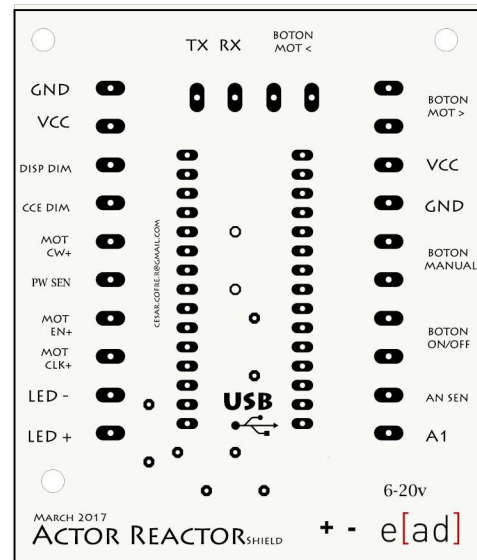 TX RX
BOTON
MOT <
GND
VCC
DISP DIM
CCE DIM
MOT
CW+
PW SEN
MOT
EN+
MOT
CLK+
LED -
LED +
CESAR.COFRE.R@GMAIL.COM
USB
BOTON
MOT >
VCC
GND
BOTON
MANUAL
BOTON
ON/OFF
AN SEN
A1
6-20v
MARCH 2017
ACTOR REACTOR SHIELD
+ - e[ad]